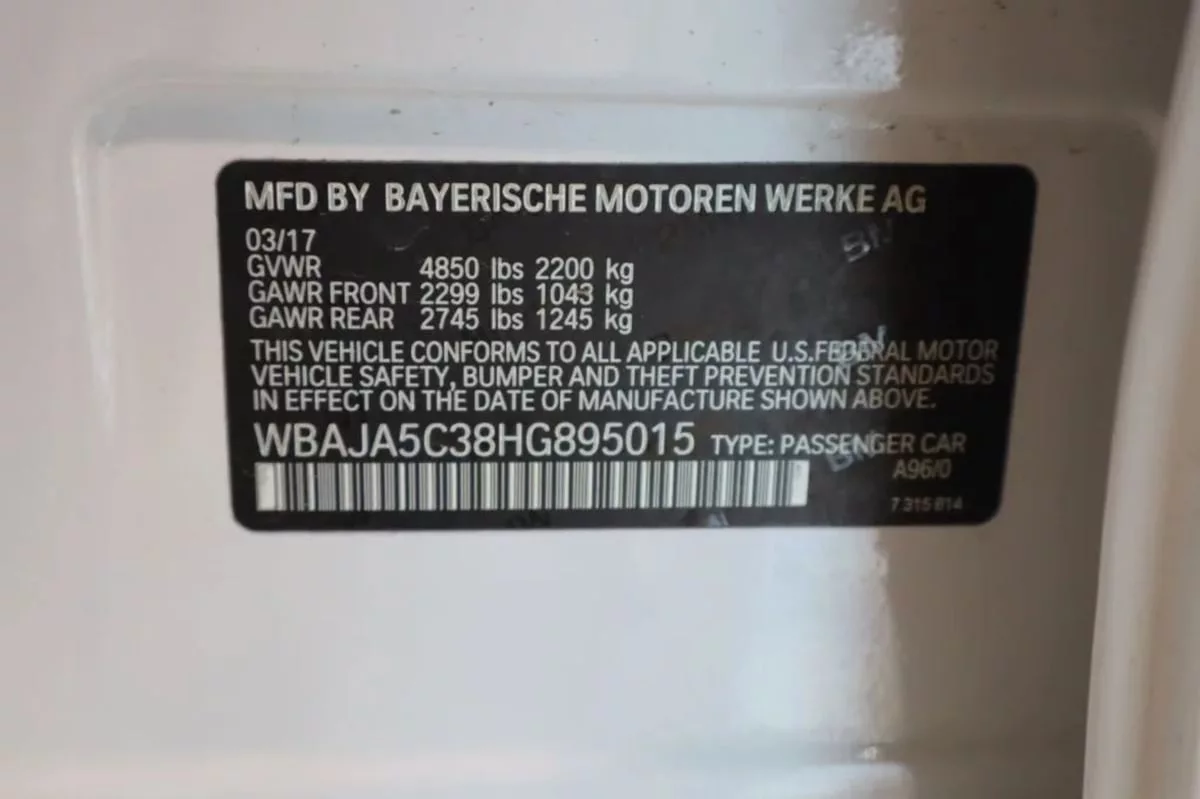 MFD BY BAYERISCHE MOTOREN WERKE AG
03/17
GVWR 4850 lbs 2200 kg
GAWR FRONT 2299 lbs 1043 kg
GAWR REAR 2745 lbs 1245 kg
THIS VEHICLE CONFORMS TO ALL APPLICABLE U.S.FEDERAL MOTOR
VEHICLE SAFETY, BUMPER AND THEFT PREVENTION STANDARDS
IN EFFECT ON THE DATE OF MANUFACTURE SHOWN ABOVE.
WBAJA5C38HG895015 TYPE: PASSENGER CAR
A96/0
7 315 814